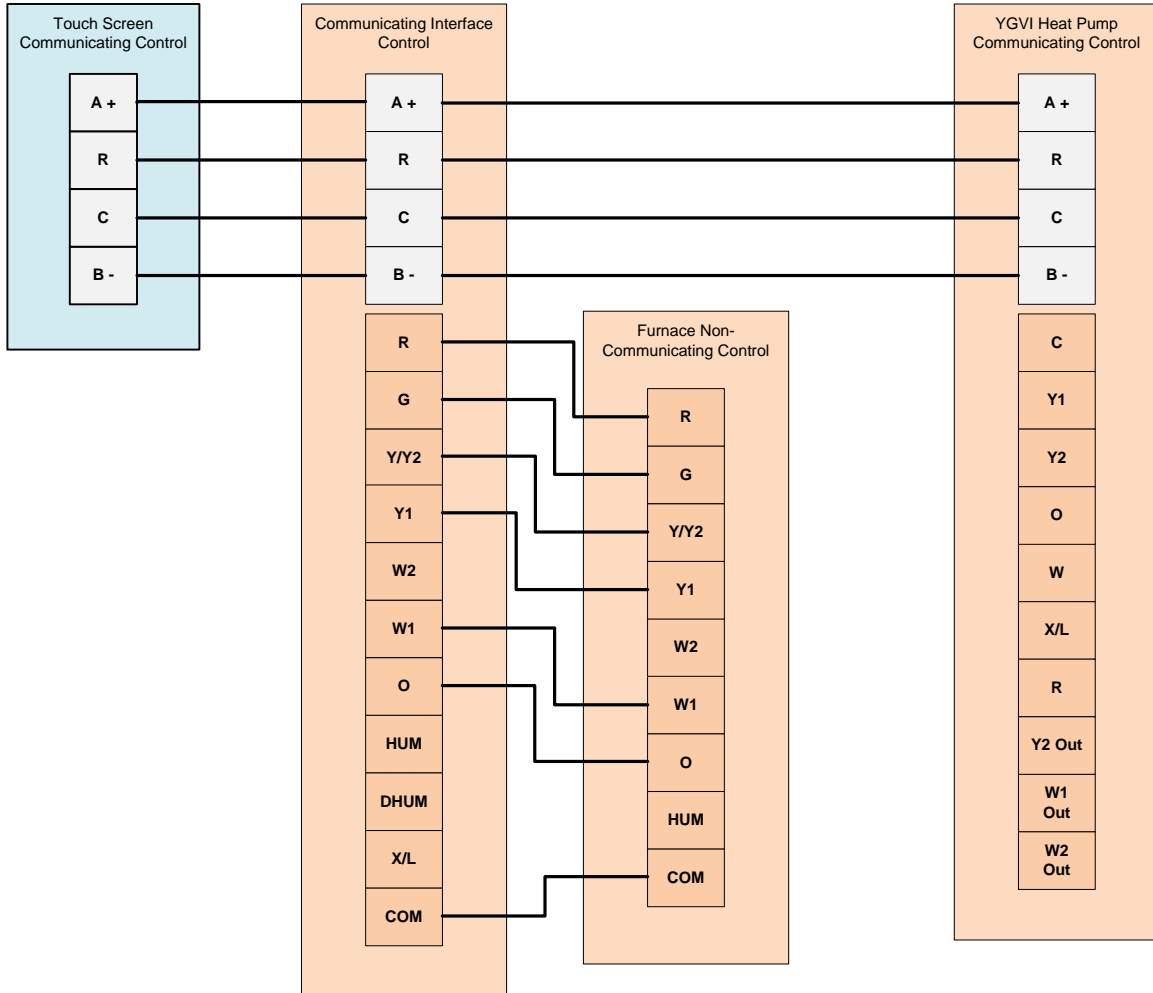 Touch Screen
Communicating Control
A +
R
C
B -
Communicating Interface
Control
A +
R
C
B -
R
G
Y/Y2
Y1
W2
W1
O
HUM
DHUM
X/L
COM
Furnace Non-
Communicating Control
R
G
Y/Y2
Y1
W2
W1
O
HUM
COM
YGVI Heat Pump
Communicating Control
A +
R
C
B -
C
Y1
Y2
O
W
X/L
R
Y2 Out
W1
Out
W2
Out